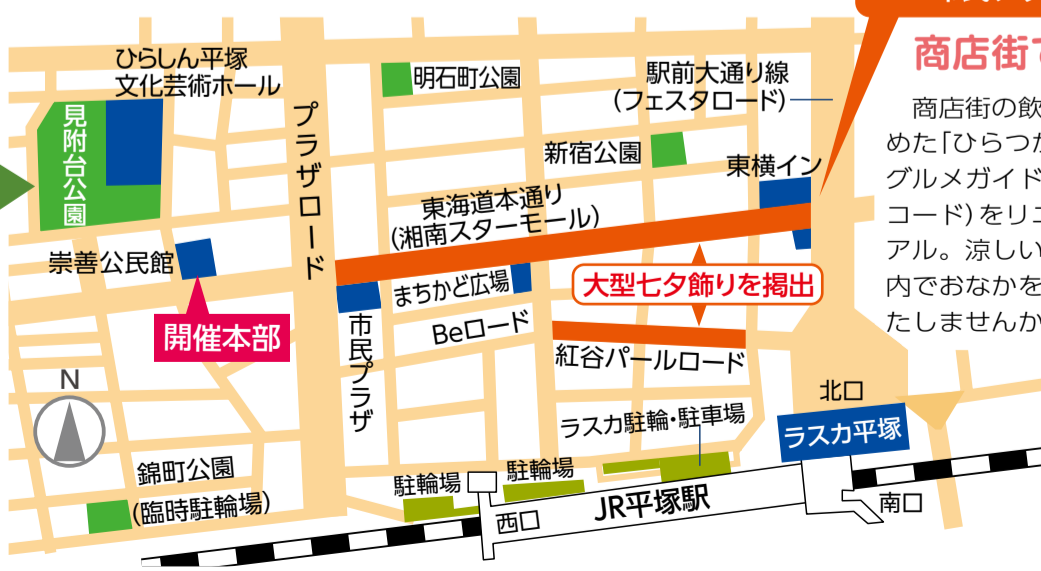 商店街で
商店街の飲
めた「ひらつか
グルメガイド
コード)をリニ
アル。涼しい
内でおなかを
たしませんか
ひらしん平塚
文化芸術ホール
見附台公園
明石町公園
駅前大通り線
(フェスタロード)
プラザロード
新宿公園
東横イン
東海道本通り
(湘南スターモール)
崇善公民館
まちかど広場
大型七夕飾りを掲出
開催本部
市民プラザ
Beロード
紅谷パールロード
N
北口
ラスカ駐輪・駐車場
ラスカ平塚
錦町公園
(臨時駐輪場)
駐輪場
駐輪場
西口
JR平塚駅
南口